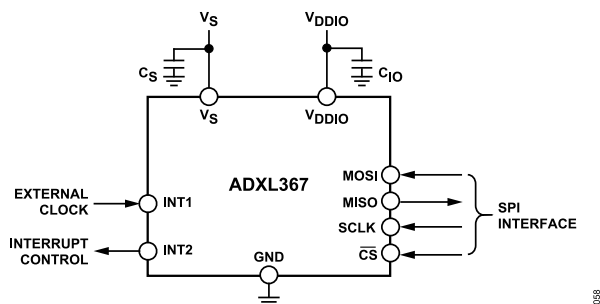 VS
VDDIO
CS
CIO
VS
VDDIO
ADXL367
MOSI
MISO
SCLK
CS
EXTERNAL
CLOCK
INT1
INTERRUPT
CONTROL
INT2
GND
SPI
INTERFACE
058